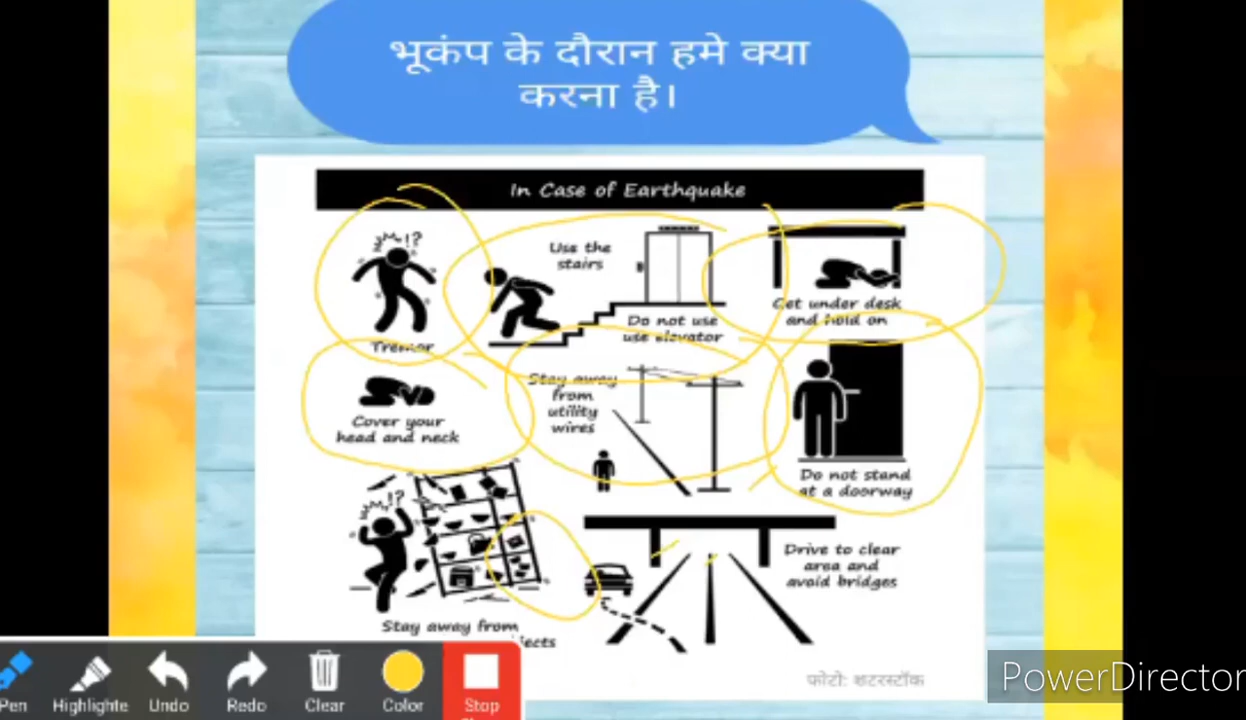 भूकंप के दौरान हमे क्या
करना है।
In Case of Earthquake
Use the
stairs
Do not use
use elevator
Get under desk
and hold on
Tremor
Cover your
head and neck
Stay away
from
utility
wires
Do not stand
at a doorway
Stay away from
Drive to clear
area and
avoid bridges
फोटो: शटरस्टॉक
Pen
Highlighte
Undo
Redo
Clear
Color
Stop
PowerDirector